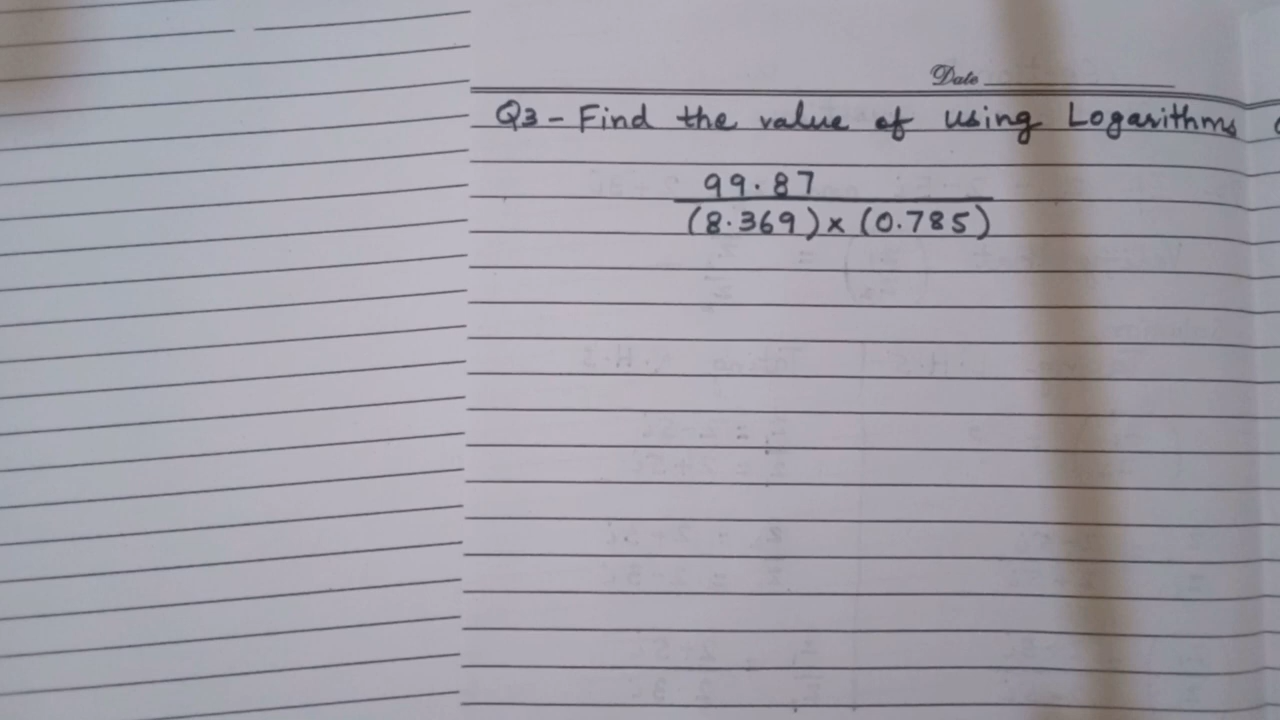 Date
Q3 - Find the value of using Logarithms
99.87
(8.369) x (0.785)